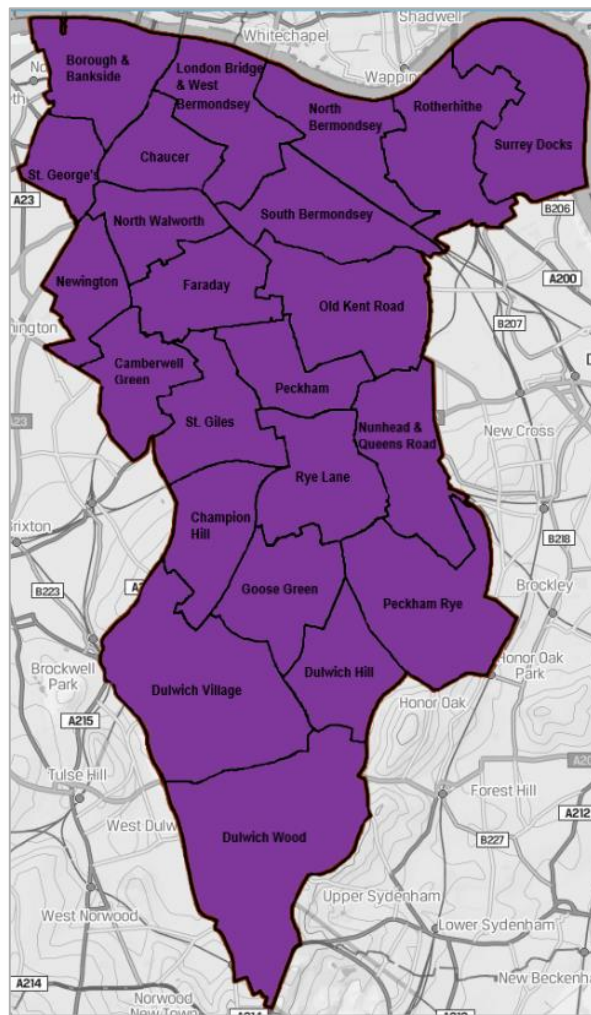 Shadwell
Whitechapel
Wapping
Borough &
Bankside
London Bridge
& West
Bermondsey
North
Bermondsey
Rotherhithe
Surrey Docks
Chaucer
St. George's
A23
North Walworth
South Bermondsey
B206
Newington
Faraday
Old Kent Road
A200
B207
Camberwell
Green
Peckham
St. Giles
Nunhead &
Queens Road
New Cross
Rye Lane
Champion
Hill
Brixton
B218
B223
Goose Green
Peckham Rye
Brockley
Brockwell
Park
Dulwich Hill
Honor Oak
Park
Dulwich Village
Honor Oak
A215
Tulse Hill
Forest Hill
A212
West Dulw
Dulwich Wood
B227
Upper Sydenham
West Norwood
Lower Sydenham
A214
New Beckenha
Norwood
New Town